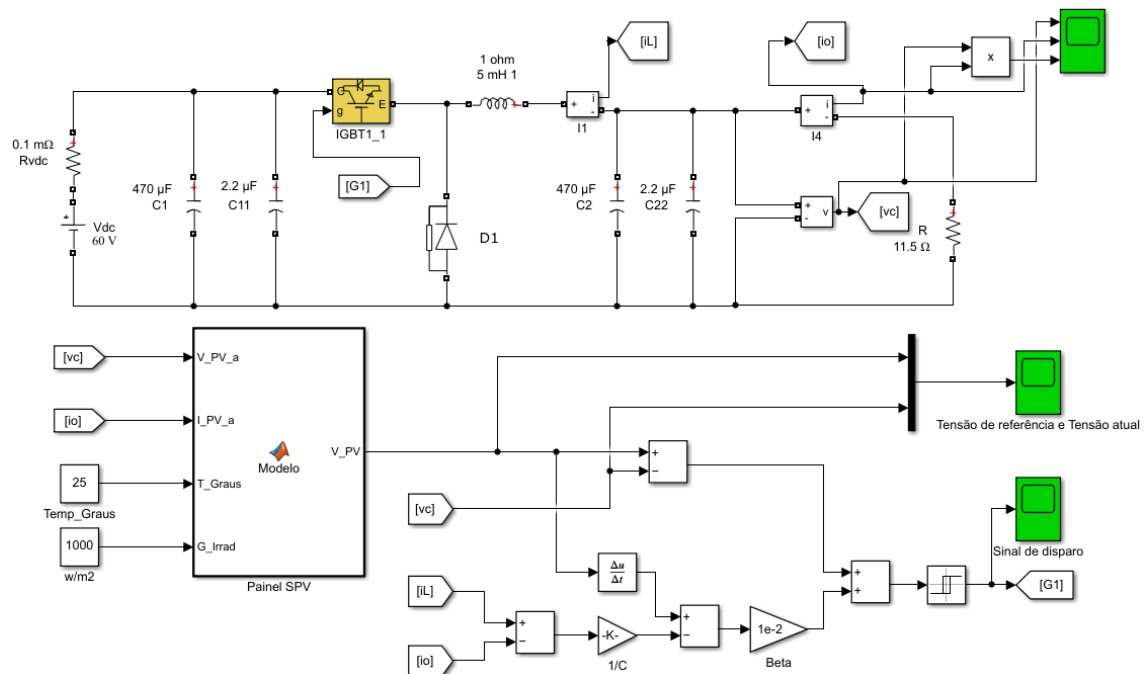 [iL]
[io]
1 ohm
5 mH 1
x
C
E
g
IGBT1_1
+
i
-
I1
+
i
-
I4
0.1 mΩ
Rvdc
[G1]
470 µF
C1
2.2 µF
C11
470 µF
C2
2.2 µF
C22
+
Vdc
60 V
D1
+
-
v
[vc]
R
11.5 Ω
[vc]
V_PV_a
[io]
I_PV_a
V_PV
Modelo
25
T_Graus
Temp_Graus
1000
G_Irrad
w/m2
Painel SPV
Tensão de referência e Tensão atual
+
−
[vc]
Sinal de disparo
Δu
Δt
[iL]
+
−
[io]
-K-
1/C
+
−
1e-2
Beta
+
+
[G1]